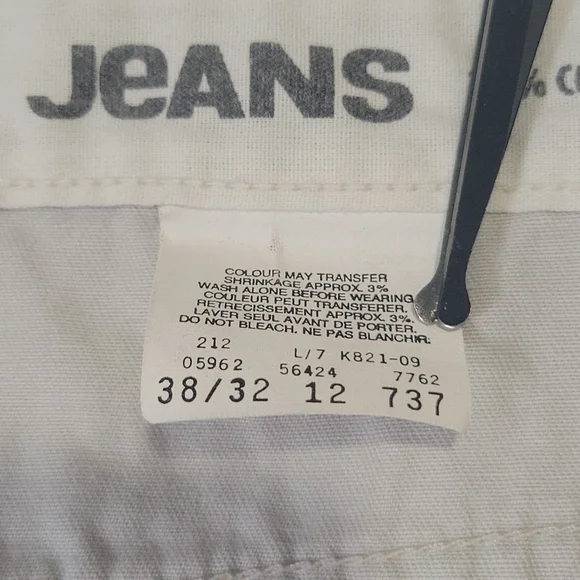 JeANS
COLOUR MAY TRANSFER
SHRINKAGE APPROX. 3%
WASH ALONE BEFORE WEARING
COULEUR PEUT TRANSFERER.
RETRECISSEMENT APPROX. 3%.
LAVER SEUL AVANT DE PORTER.
DO NOT BLEACH. NE PAS BLANCHIR.
212 L/7 K821-09
05962 56424 7762
38/32 12 737